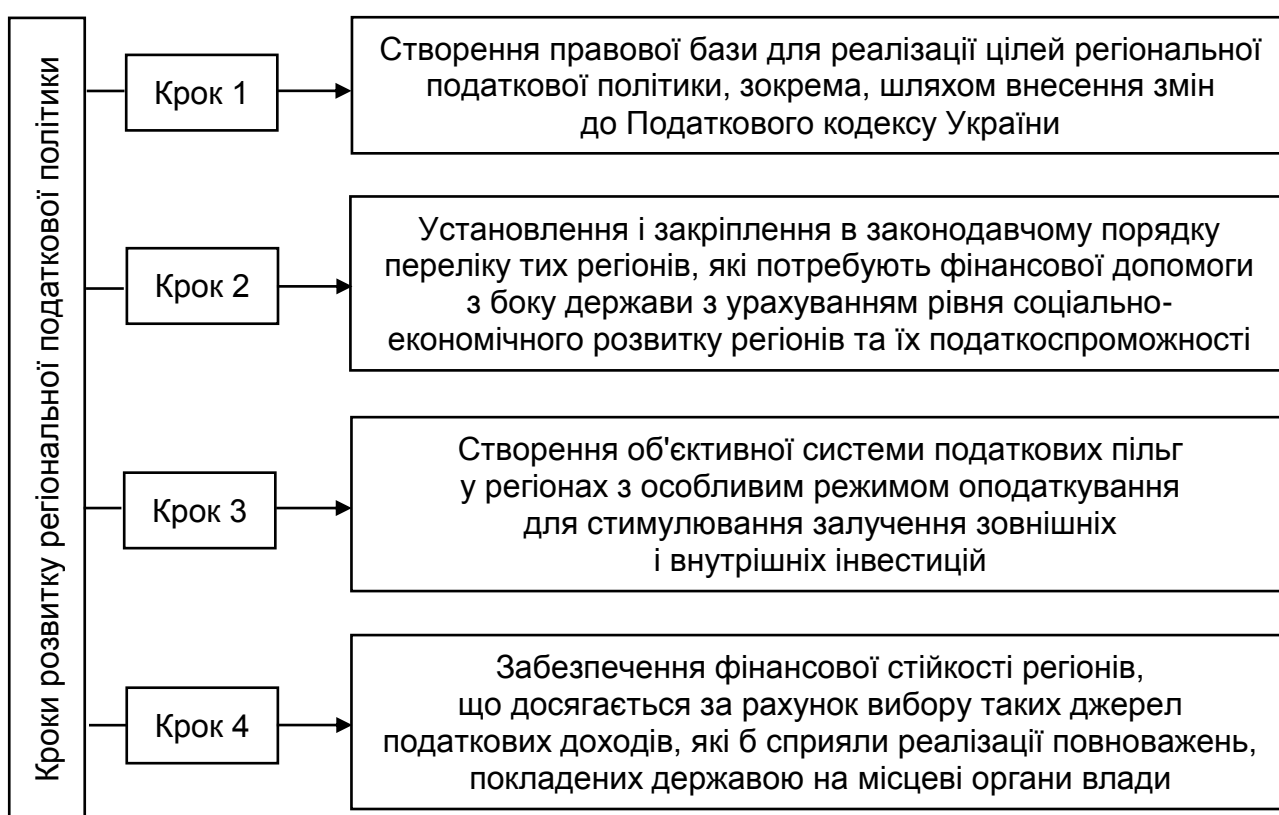 Кроки розвитку регіональної податкової політики
Крок 1
Створення правової бази для реалізації цілей регіональної
податкової політики, зокрема, шляхом внесення змін
до Податкового кодексу України
Крок 2
Установлення і закріплення в законодавчому порядку
переліку тих регіонів, які потребують фінансової допомоги
з боку держави з урахуванням рівня соціально-
економічного розвитку регіонів та їх податкоспроможності
Крок 3
Створення об'єктивної системи податкових пільг
у регіонах з особливим режимом оподаткування
для стимулювання залучення зовнішніх
і внутрішніх інвестицій
Крок 4
Забезпечення фінансової стійкості регіонів,
що досягається за рахунок вибору таких джерел
податкових доходів, які б сприяли реалізації повноважень,
покладених державою на місцеві органи влади